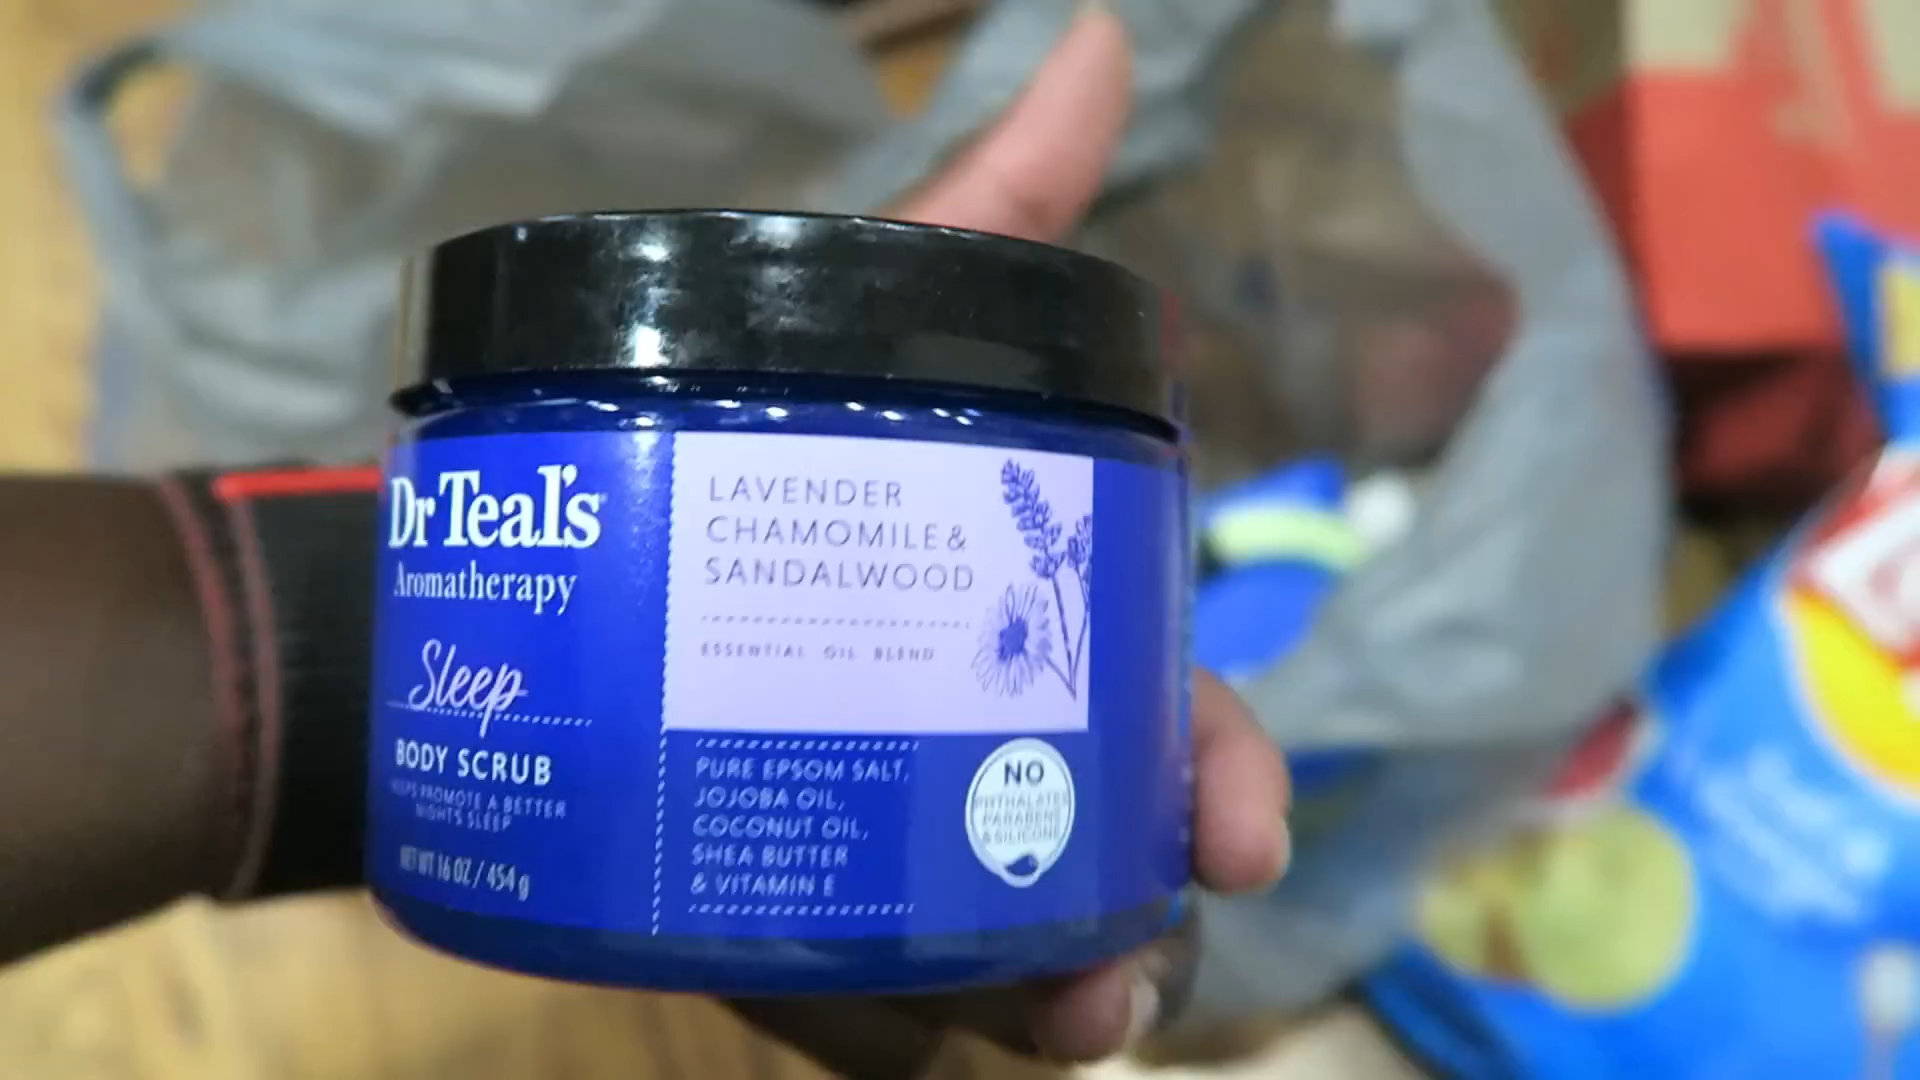 Dr Teal's
Aromatherapy
Sleep
BODY SCRUB
HELPS PROMOTE A BETTER
NIGHTS SLEEP
NET WT 16 OZ / 454 g
LAVENDER
CHAMOMILE &
SANDALWOOD
ESSENTIAL OIL BLEND
PURE EPSOM SALT,
JOJOBA OIL,
COCONUT OIL,
SHEA BUTTER
& VITAMIN E
NO
PHTHALATES
PARABENS
& SILICONE